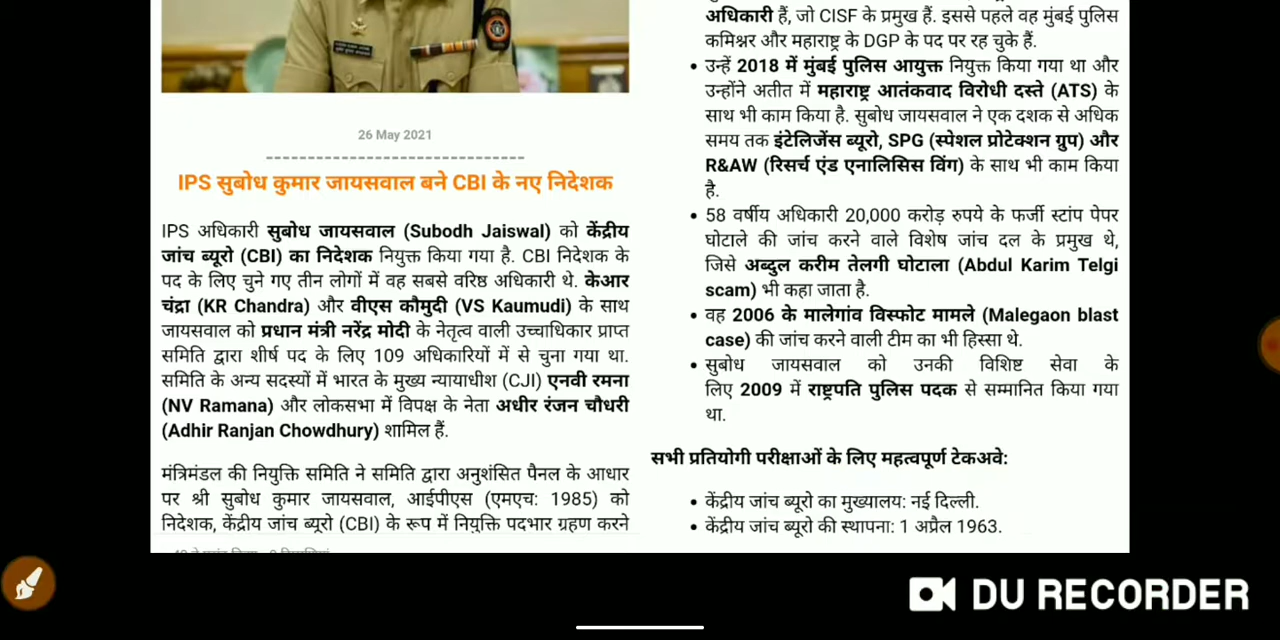 26 May 2021
IPS सुबोध कुमार जायसवाल बने CBI के नए निदेशक
IPS अधिकारी सुबोध जायसवाल (Subodh Jaiswal) को केंद्रीय
जांच ब्यूरो (CBI) का निदेशक नियुक्त किया गया है. CBI निदेशक के
पद के लिए चुने गए तीन लोगों में वह सबसे वरिष्ठ अधिकारी थे. केआर
चंद्रा (KR Chandra) और वीएस कौमुदी (VS Kaumudi) के साथ
जायसवाल को प्रधान मंत्री नरेंद्र मोदी के नेतृत्व वाली उच्चाधिकार प्राप्त
समिति द्वारा शीर्ष पद के लिए 109 अधिकारियों में से चुना गया था.
समिति के अन्य सदस्यों में भारत के मुख्य न्यायाधीश (CJI) एनवी रमना
(NV Ramana) और लोकसभा में विपक्ष के नेता अधीर रंजन चौधरी
(Adhir Ranjan Chowdhury) शामिल हैं.
मंत्रिमंडल की नियुक्ति समिति ने समिति द्वारा अनुशंसित पैनल के आधार
पर श्री सुबोध कुमार जायसवाल, आईपीएस (एमएच: 1985) को
निदेशक, केंद्रीय जांच ब्यूरो (CBI) के रूप में नियुक्ति पदभार ग्रहण करने
अधिकारी हैं, जो CISF के प्रमुख हैं. इससे पहले वह मुंबई पुलिस
कमिश्नर और महाराष्ट्र के DGP के पद पर रह चुके हैं.
• उन्हें 2018 में मुंबई पुलिस आयुक्त नियुक्त किया गया था और
उन्होंने अतीत में महाराष्ट्र आतंकवाद विरोधी दस्ते (ATS) के
साथ भी काम किया है. सुबोध जायसवाल ने एक दशक से अधिक
समय तक इंटेलिजेंस ब्यूरो, SPG (स्पेशल प्रोटेक्शन ग्रुप) और
R&AW (रिसर्च एंड एनालिसिस विंग) के साथ भी काम किया
है.
• 58 वर्षीय अधिकारी 20,000 करोड़ रुपये के फर्जी स्टांप पेपर
घोटाले की जांच करने वाले विशेष जांच दल के प्रमुख थे,
जिसे अब्दुल करीम तेलगी घोटाला (Abdul Karim Telgi
scam) भी कहा जाता है.
• वह 2006 के मालेगांव विस्फोट मामले (Malegaon blast
case) की जांच करने वाली टीम का भी हिस्सा थे.
• सुबोध जायसवाल को उनकी विशिष्ट सेवा के
लिए 2009 में राष्ट्रपति पुलिस पदक से सम्मानित किया गया
था.
सभी प्रतियोगी परीक्षाओं के लिए महत्वपूर्ण टेकअवे:
• केंद्रीय जांच ब्यूरो का मुख्यालय: नई दिल्ली.
• केंद्रीय जांच ब्यूरो की स्थापना: 1 अप्रैल 1963.
DU RECORDER